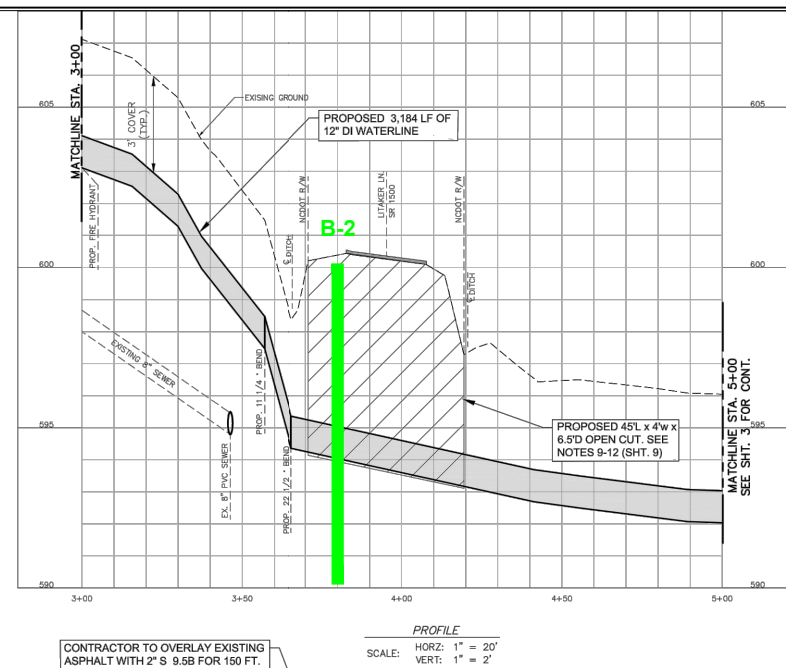 MATCHLINE STA. 3+00
605
3' COVER
(TYP.)
EXISING GROUND
PROPOSED 3,184 LF OF
12" DI WATERLINE
605
PROP. FIRE HYDRANT
NCDOT R/W
LITAKER LN.
SR 1500
NCDOT R/W
B-2
℄ DITCH
600
600
℄ DITCH
EXISTING 8" SEWER
EX. 8" PVC SEWER
PROP. 11 1/4 ° BEND
PROP. 22 1/2 ° BEND
595
PROPOSED 45'L x 4'w x
6.5'D OPEN CUT. SEE
NOTES 9-12 (SHT. 9)
MATCHLINE STA. 5+00
SEE SHT. 3 FOR CONT.
595
590
590
3+00
3+50
4+00
4+50
5+00
PROFILE
SCALE: HORZ: 1" = 20'
VERT: 1" = 2'
CONTRACTOR TO OVERLAY EXISTING
ASPHALT WITH 2" S 9.5B FOR 150 FT.